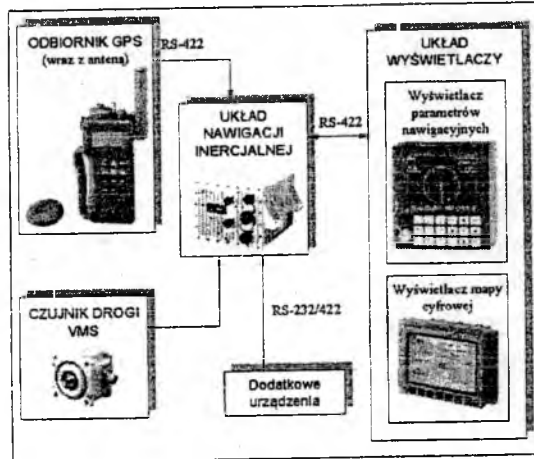 ODBIORNIK GPS
(wraz z anteną)
RS-422
UKŁAD
NAWIGACJI
INERCJALNEJ
RS-422
UKŁAD
WYŚWIETLACZY
Wyświetlacz
parametrów
nawigacyjnych
Wyświetlacz mapy
cyfrowej
CZUJNIK DROGI
VMS
RS-232/422
Dodatkowe
urządzenia